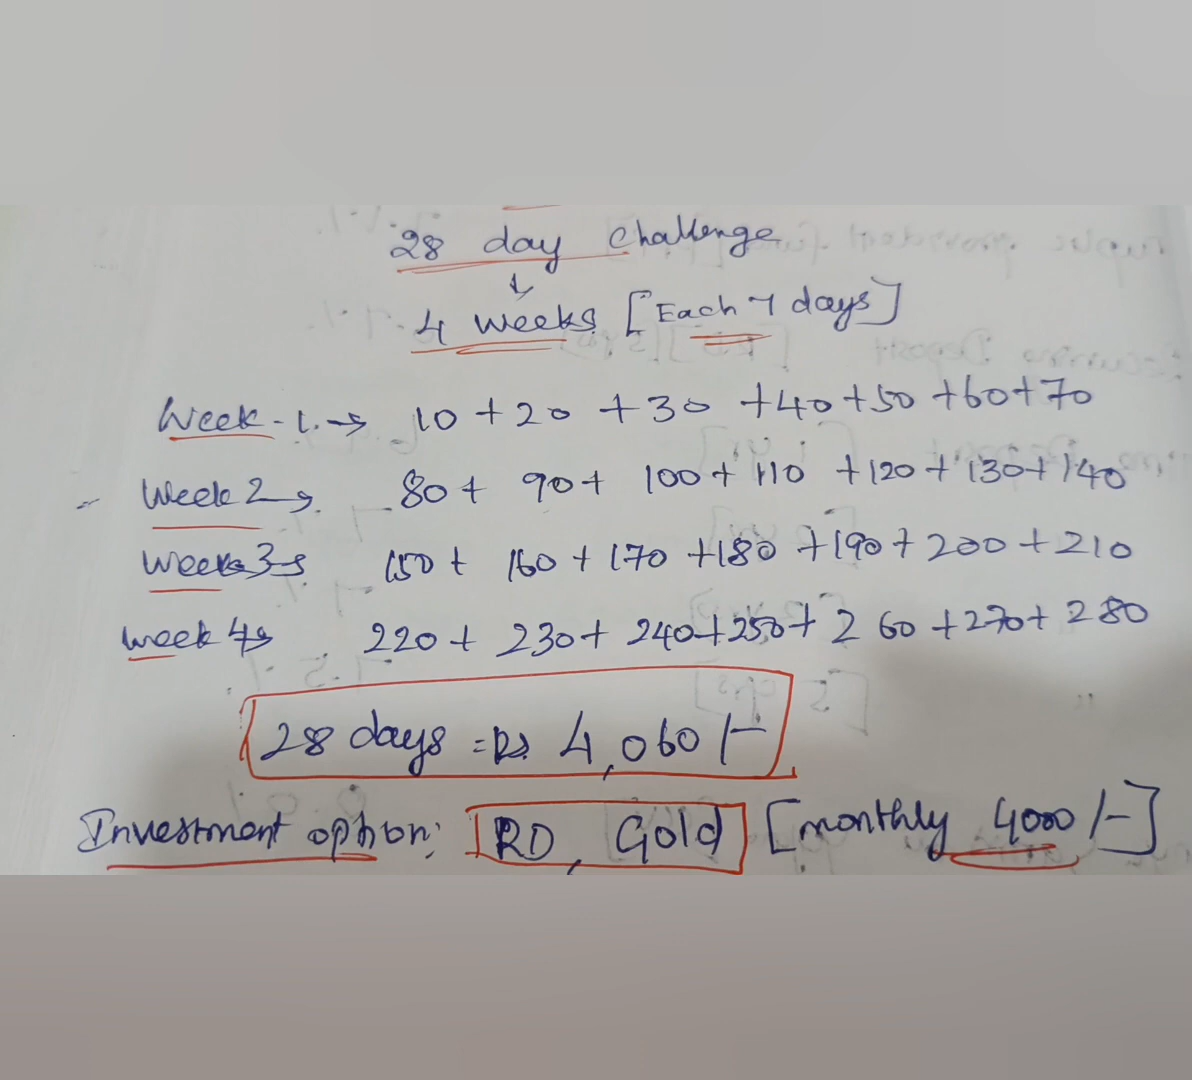 28 day challenge
↓
4 weeks [Each 7 days]
Week-1.→ 10 + 20 + 30 + 40 + 50 + 60 + 70
Week 2→ 80 + 90 + 100 + 110 + 120 + 130 + 140
Week 3→ 150 + 160 + 170 + 180 + 190 + 200 + 210
week 4→ 220 + 230 + 240 + 250 + 260 + 270 + 280
28 days = Rs. 4,060/-
Investment option: RD, Gold [monthly 4000/-]